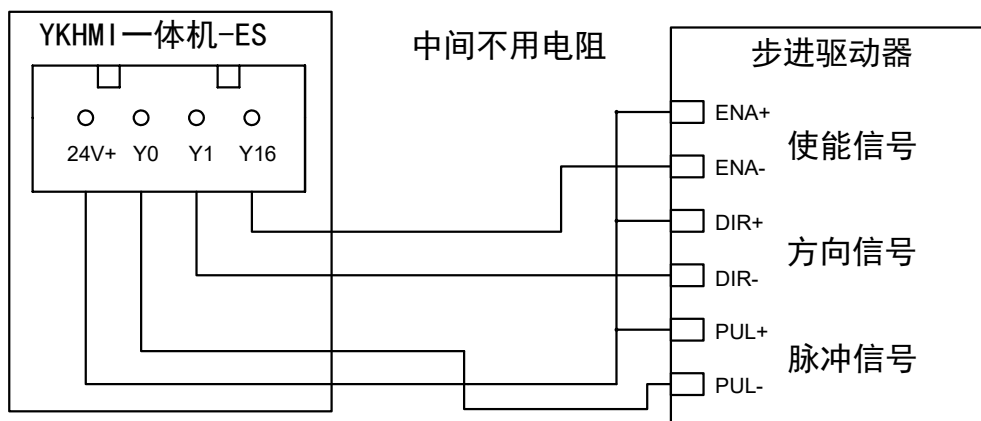 YKHMI一体机-ES
24V+ Y0 Y1 Y16
中间不用电阻
步进驱动器
ENA+
使能信号
ENA-
DIR+
方向信号
DIR-
PUL+
脉冲信号
PUL-